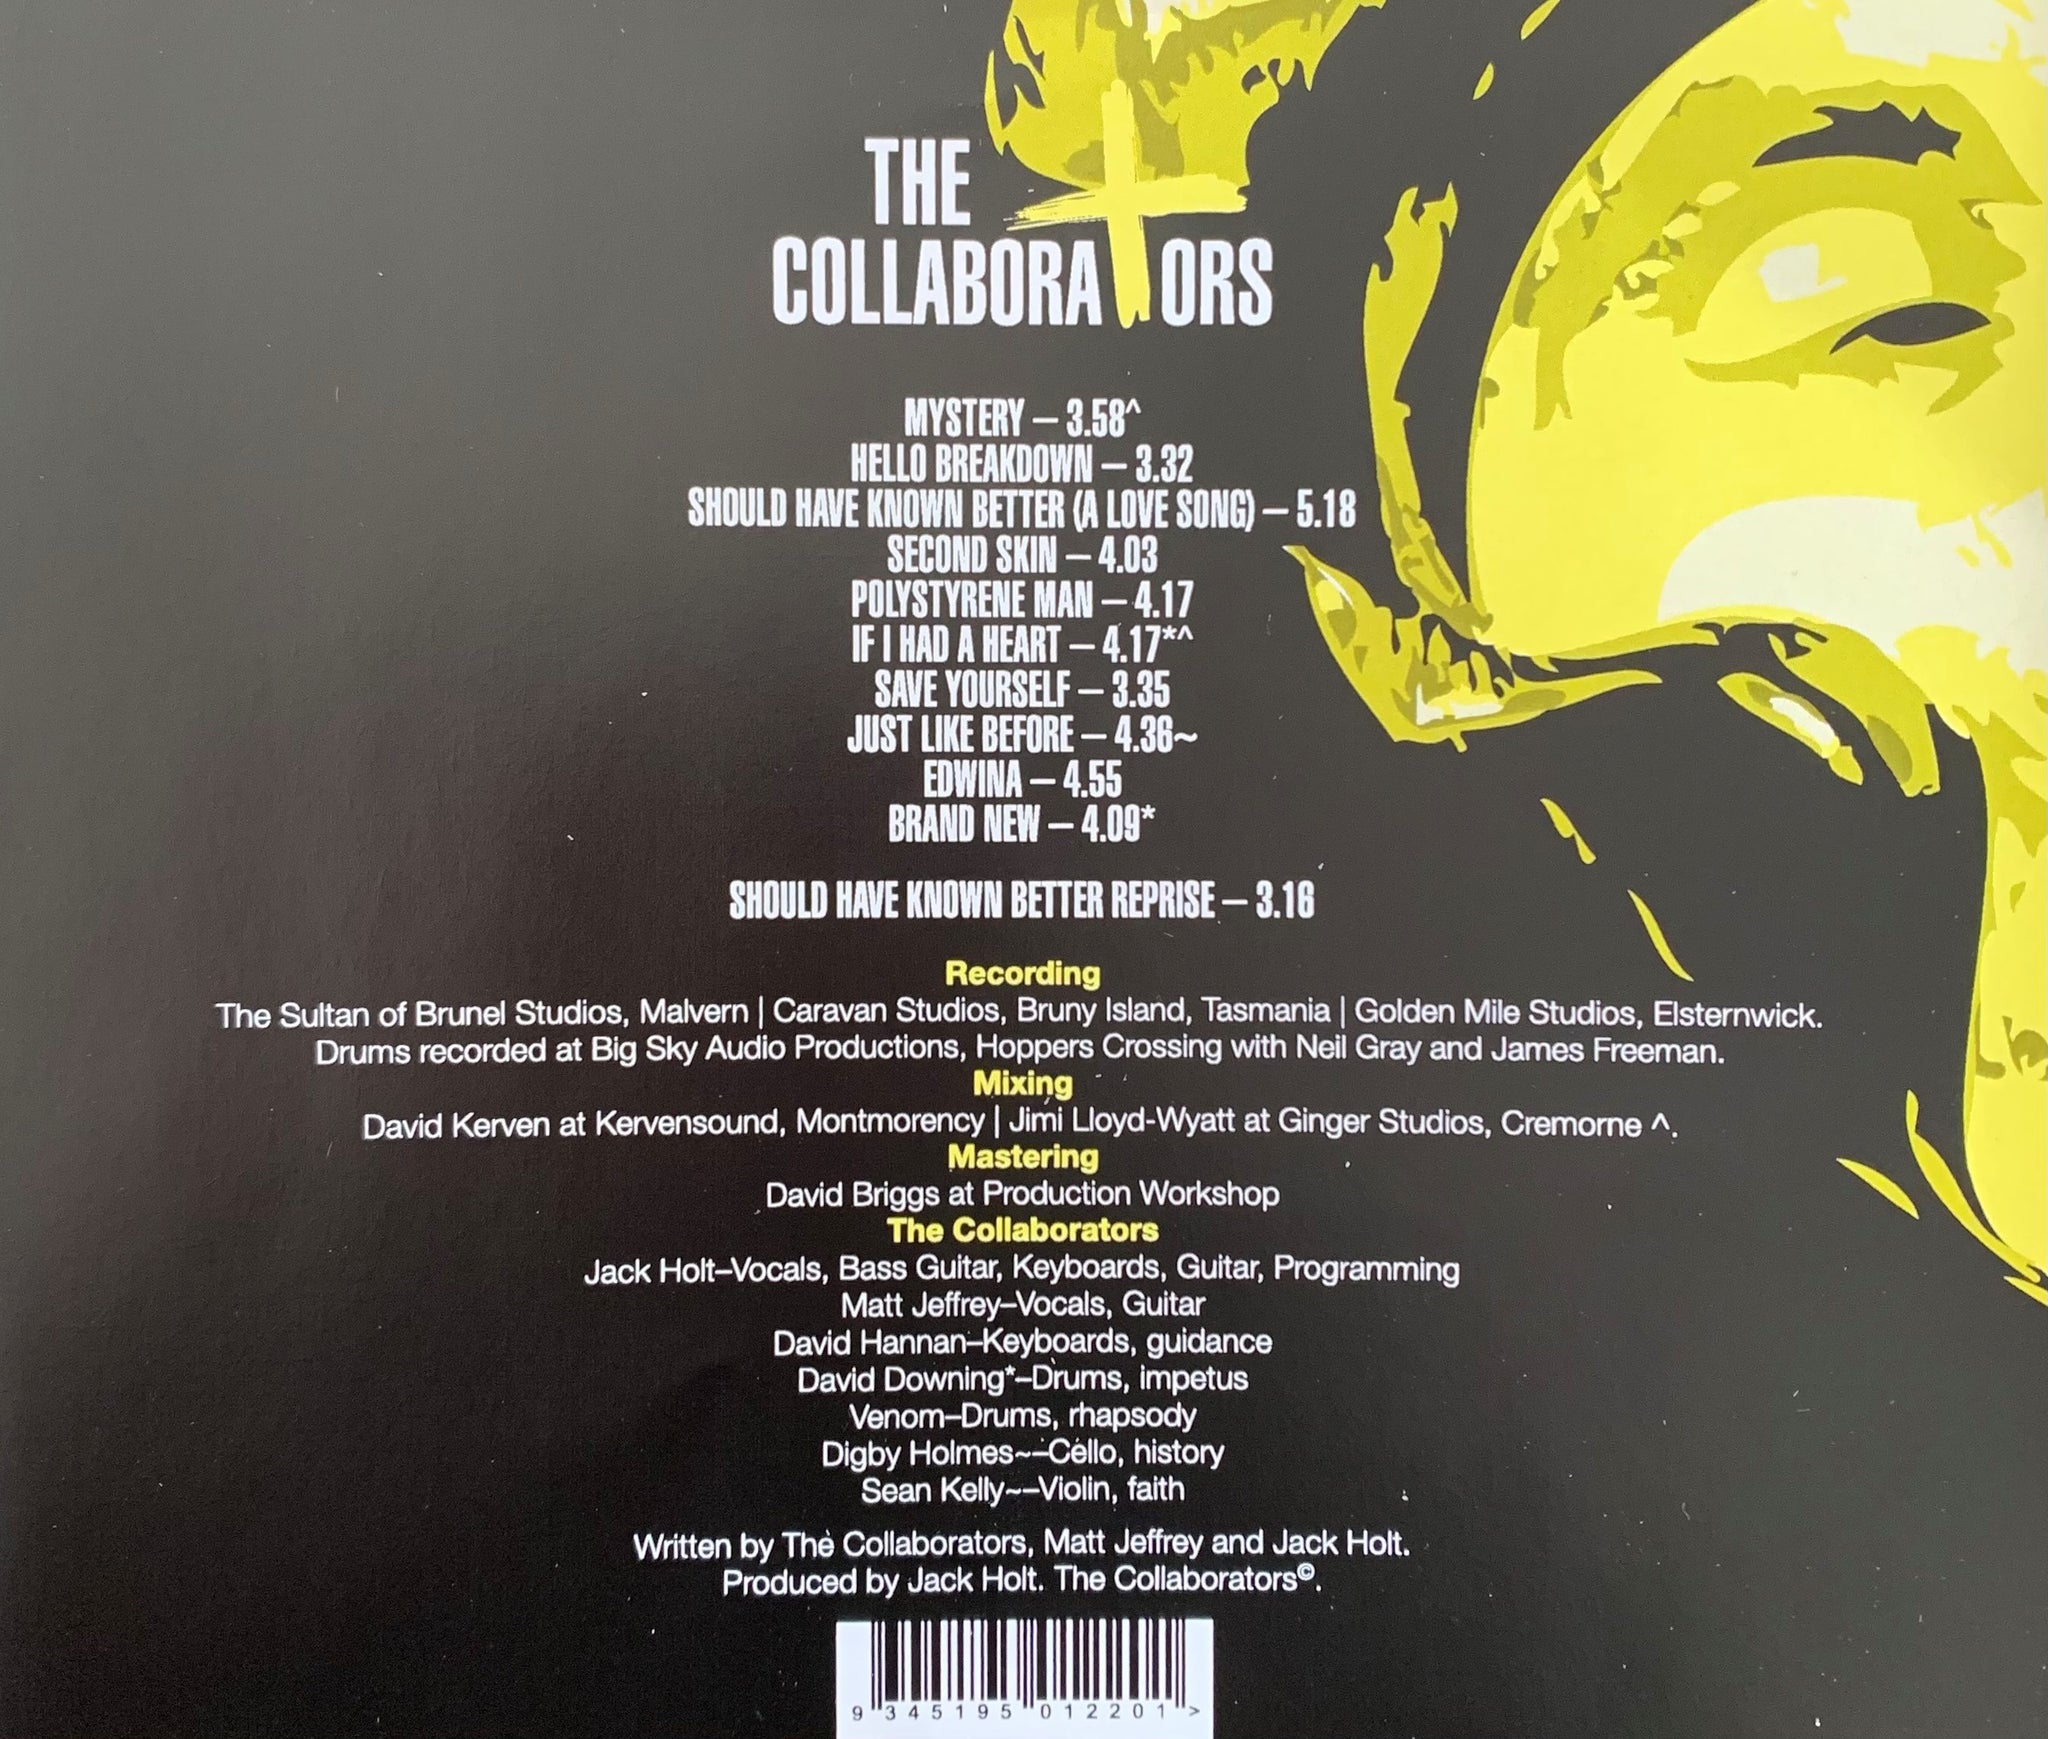 THE
COLLABORATORS
MYSTERY – 3.58^
HELLO BREAKDOWN – 3.32
SHOULD HAVE KNOWN BETTER (A LOVE SONG) – 5.18
SECOND SKIN – 4.03
POLYSTYRENE MAN – 4.17
IF I HAD A HEART – 4.17*^
SAVE YOURSELF – 3.35
JUST LIKE BEFORE – 4.36~
EDWINA – 4.55
BRAND NEW – 4.09*
SHOULD HAVE KNOWN BETTER REPRISE – 3.16
Recording
The Sultan of Brunel Studios, Malvern | Caravan Studios, Bruny Island, Tasmania | Golden Mile Studios, Elsternwick.
Drums recorded at Big Sky Audio Productions, Hoppers Crossing with Neil Gray and James Freeman.
Mixing
David Kerven at Kervensound, Montmorency | Jimi Lloyd-Wyatt at Ginger Studios, Cremorne ^.
Mastering
David Briggs at Production Workshop
The Collaborators
Jack Holt–Vocals, Bass Guitar, Keyboards, Guitar, Programming
Matt Jeffrey–Vocals, Guitar
David Hannan–Keyboards, guidance
David Downing*–Drums, impetus
Venom–Drums, rhapsody
Digby Holmes~–Cello, history
Sean Kelly~–Violin, faith
Written by The Collaborators, Matt Jeffrey and Jack Holt.
Produced by Jack Holt. The Collaborators©.
9 345195 012201 >